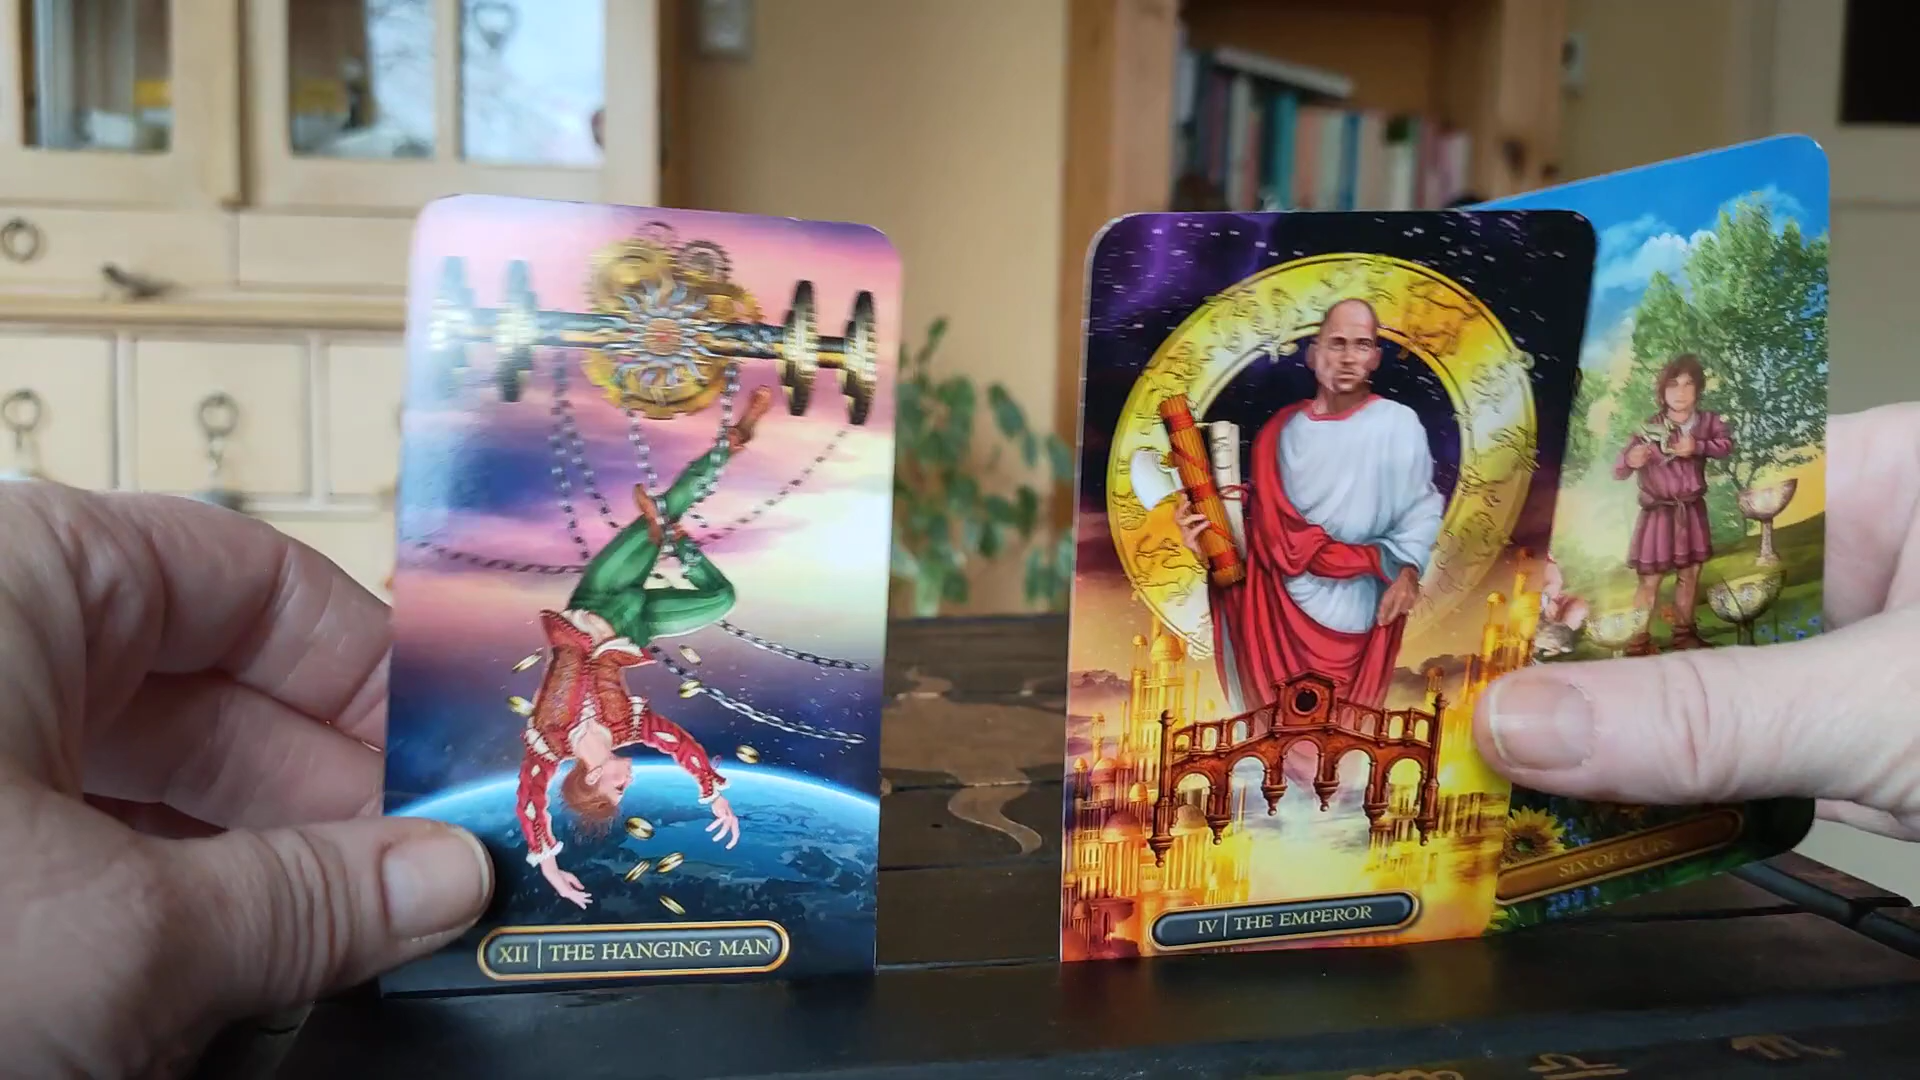 XII | THE HANGING MAN
IV | THE EMPEROR
SIX OF CUPS